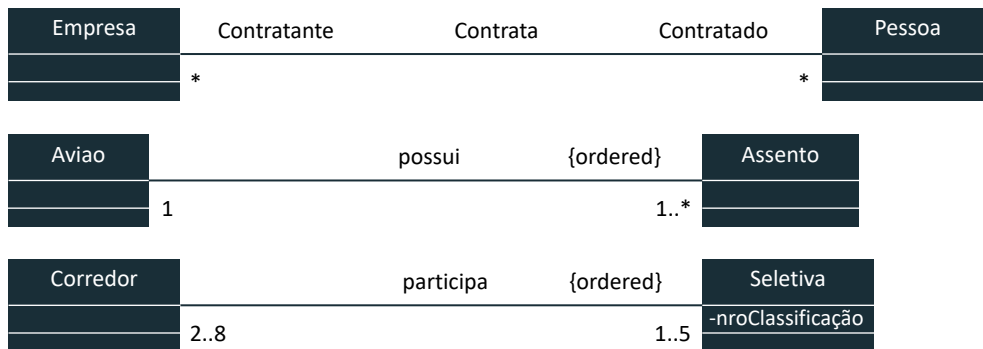 Empresa Contratante Contrata Contratado Pessoa
* *
Aviao possui {ordered} Assento
1 1..*
Corredor participa {ordered} Seletiva
2..8 1..5 -nroClassificação